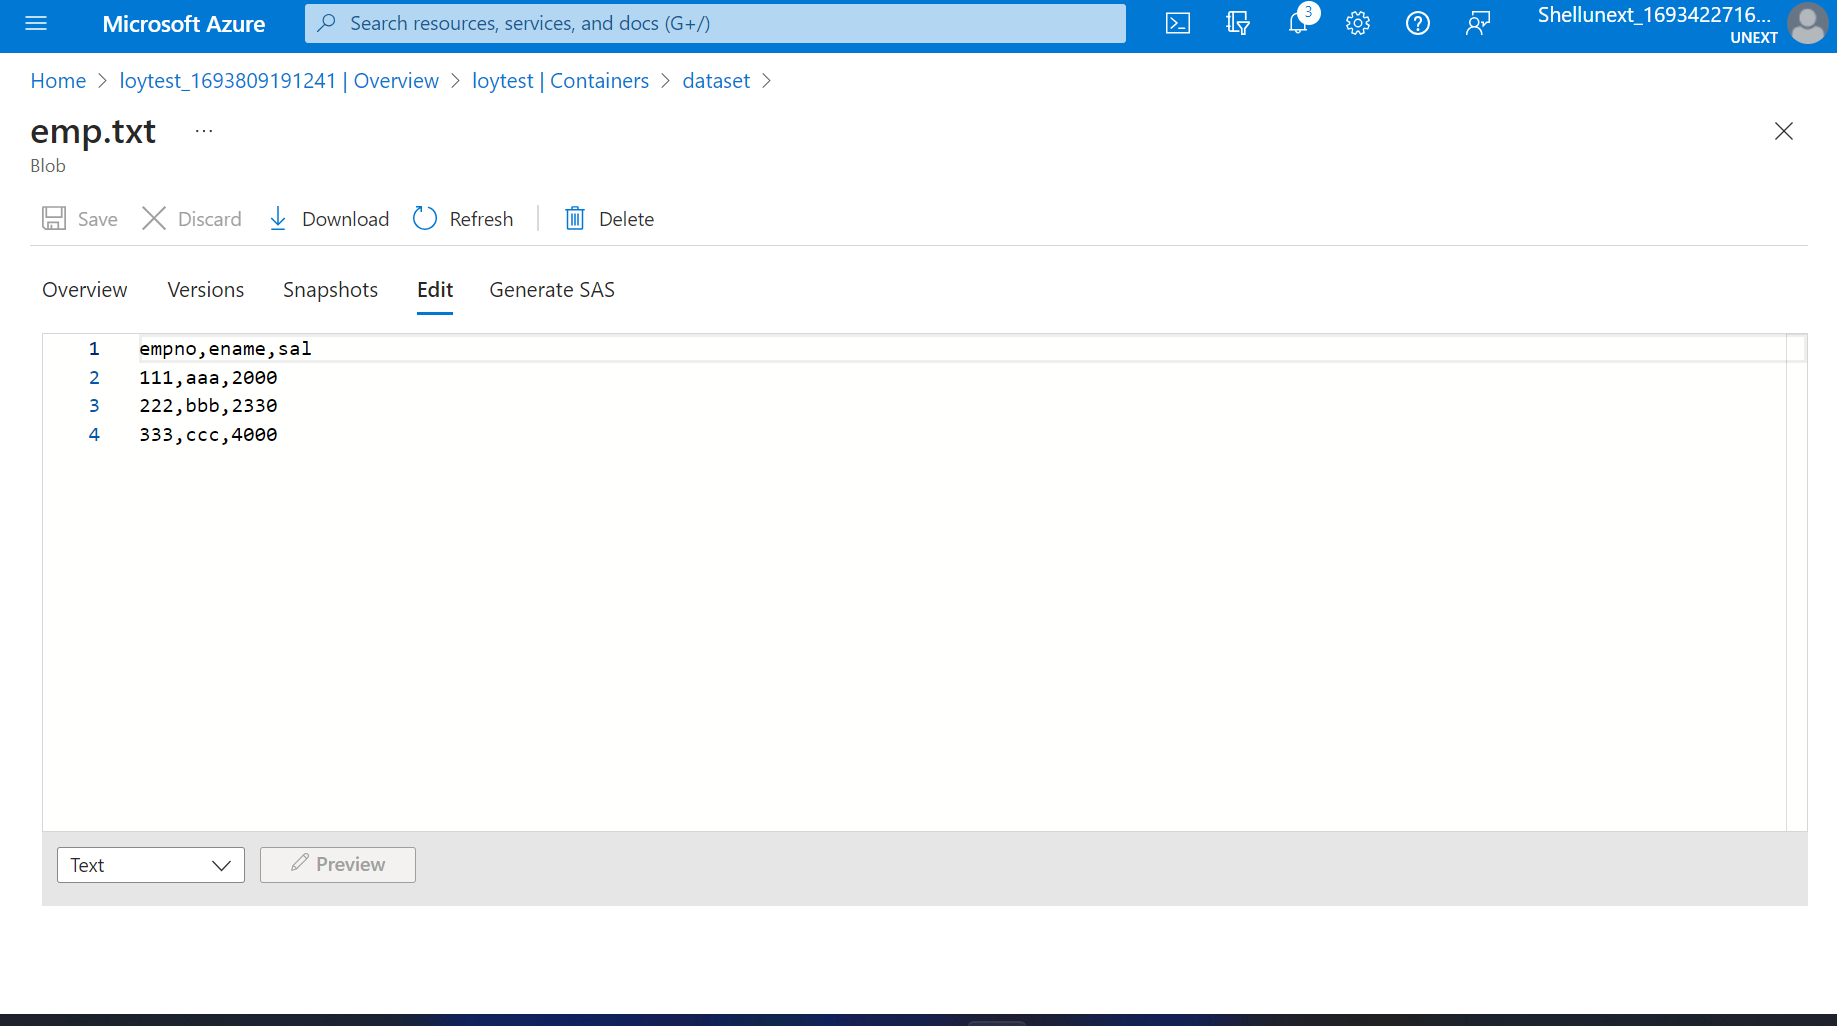 Microsoft Azure
Search resources, services, and docs (G+/)
3
Shellunext_1693422716...
UNEXT
Home > loytest_1693809191241 | Overview > loytest | Containers > dataset >
emp.txt ...
Blob
Save Discard Download Refresh Delete
Overview Versions Snapshots Edit Generate SAS
1 empno,ename,sal
2 111,aaa,2000
3 222,bbb,2330
4 333,ccc,4000
Text Preview